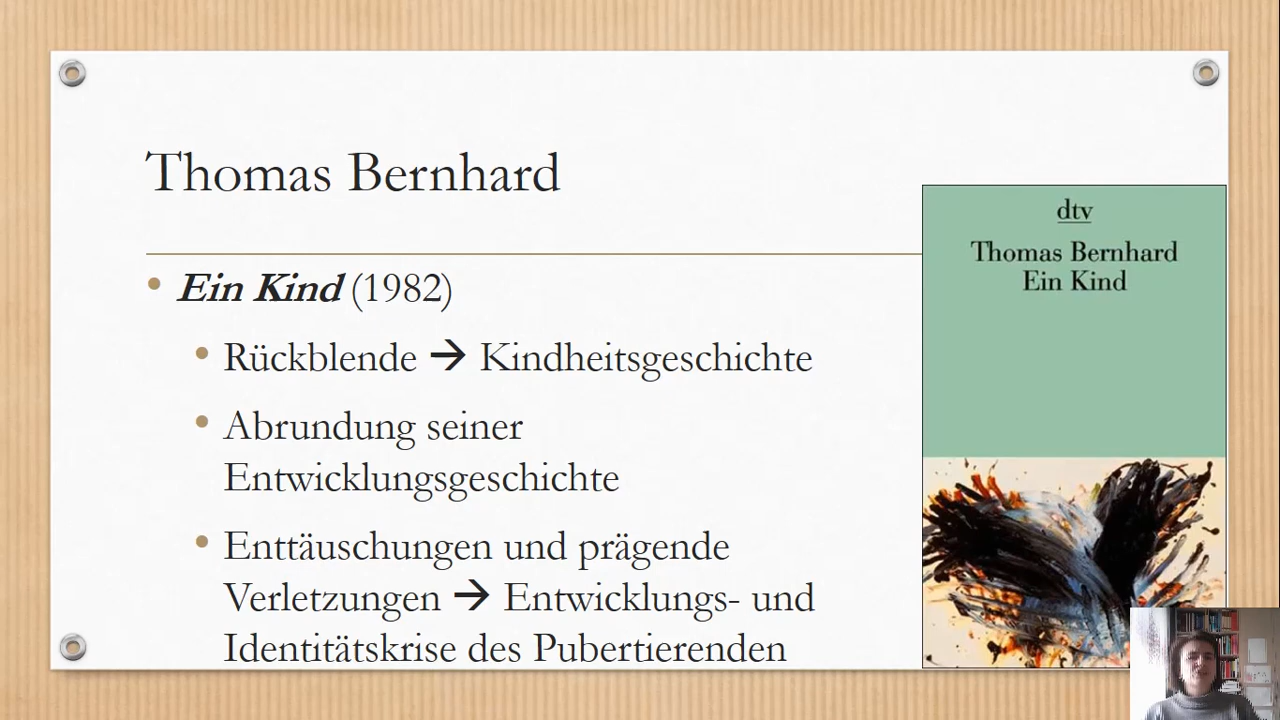 Thomas Bernhard
• Ein Kind (1982)
• Rückblende → Kindheitsgeschichte
• Abrundung seiner
Entwicklungsgeschichte
• Enttäuschungen und prägende
Verletzungen → Entwicklungs- und
Identitätskrise des Pubertierenden
dtv
Thomas Bernhard
Ein Kind